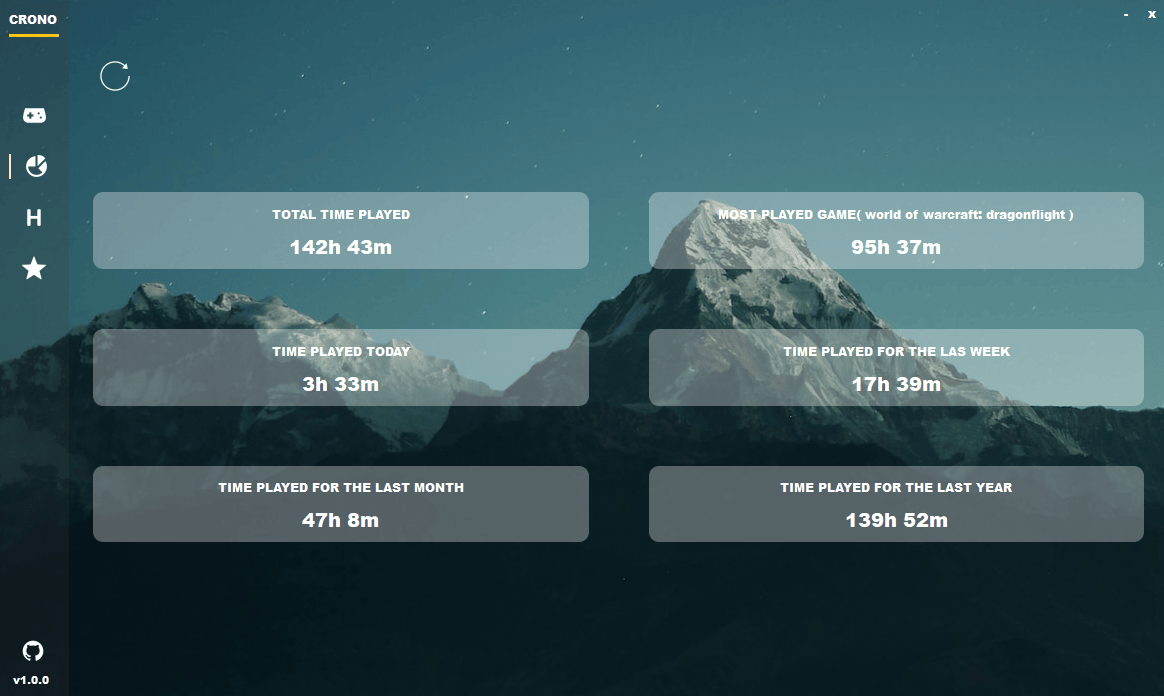 CRONO
- x
TOTAL TIME PLAYED
142h 43m
MOST PLAYED GAME( world of warcraft: dragonflight )
95h 37m
H
TIME PLAYED TODAY
3h 33m
TIME PLAYED FOR THE LAS WEEK
17h 39m
TIME PLAYED FOR THE LAST MONTH
47h 8m
TIME PLAYED FOR THE LAST YEAR
139h 52m
v1.0.0